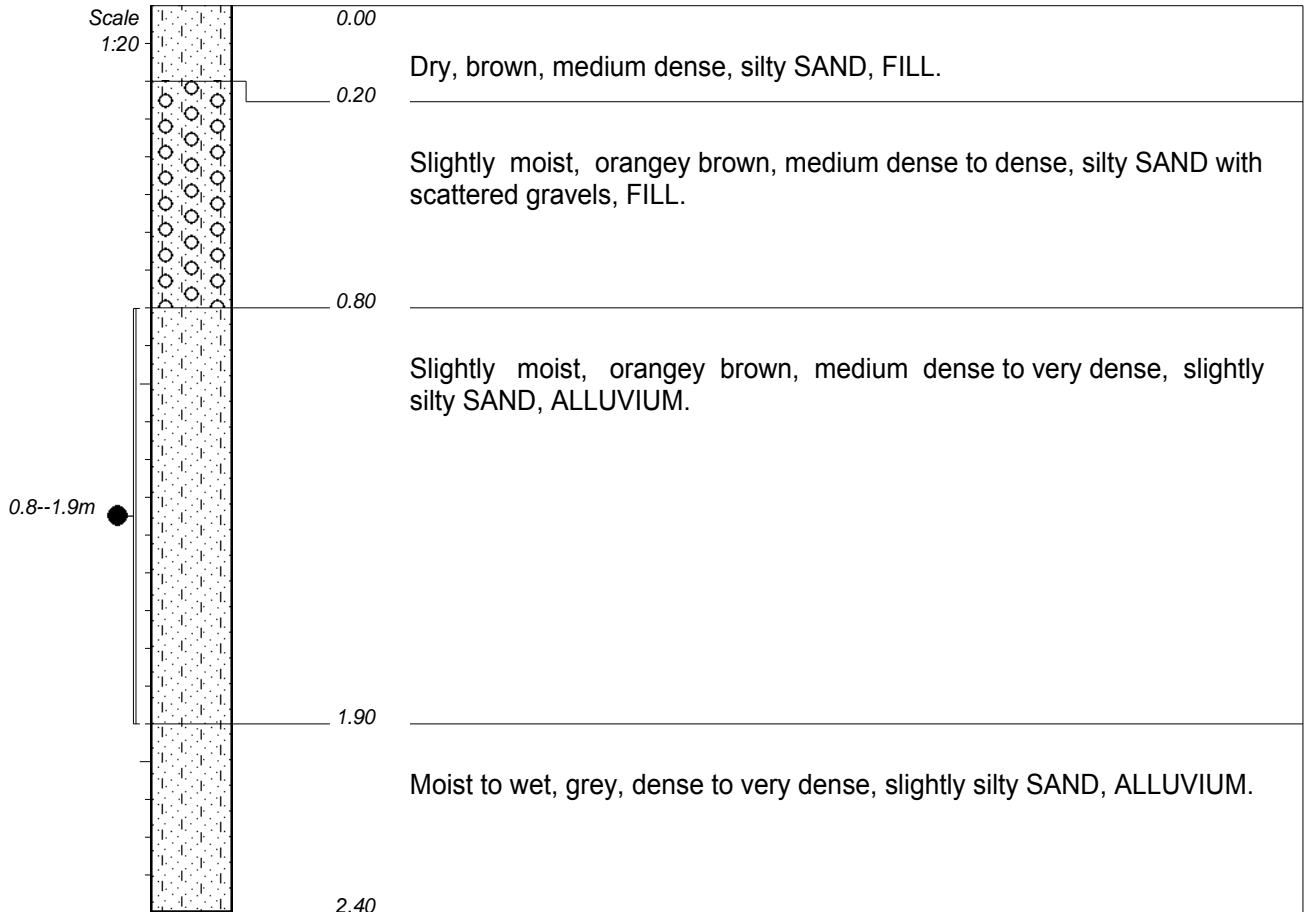 Scale
1:20
0.00
Dry, brown, medium dense, silty SAND, FILL.
0.20
Slightly moist, orangey brown, medium dense to dense, silty SAND with
scattered gravels, FILL.
0.80
Slightly moist, orangey brown, medium dense to very dense, slightly
silty SAND, ALLUVIUM.
0.8--1.9m
1.90
Moist to wet, grey, dense to very dense, slightly silty SAND, ALLUVIUM.
2.40